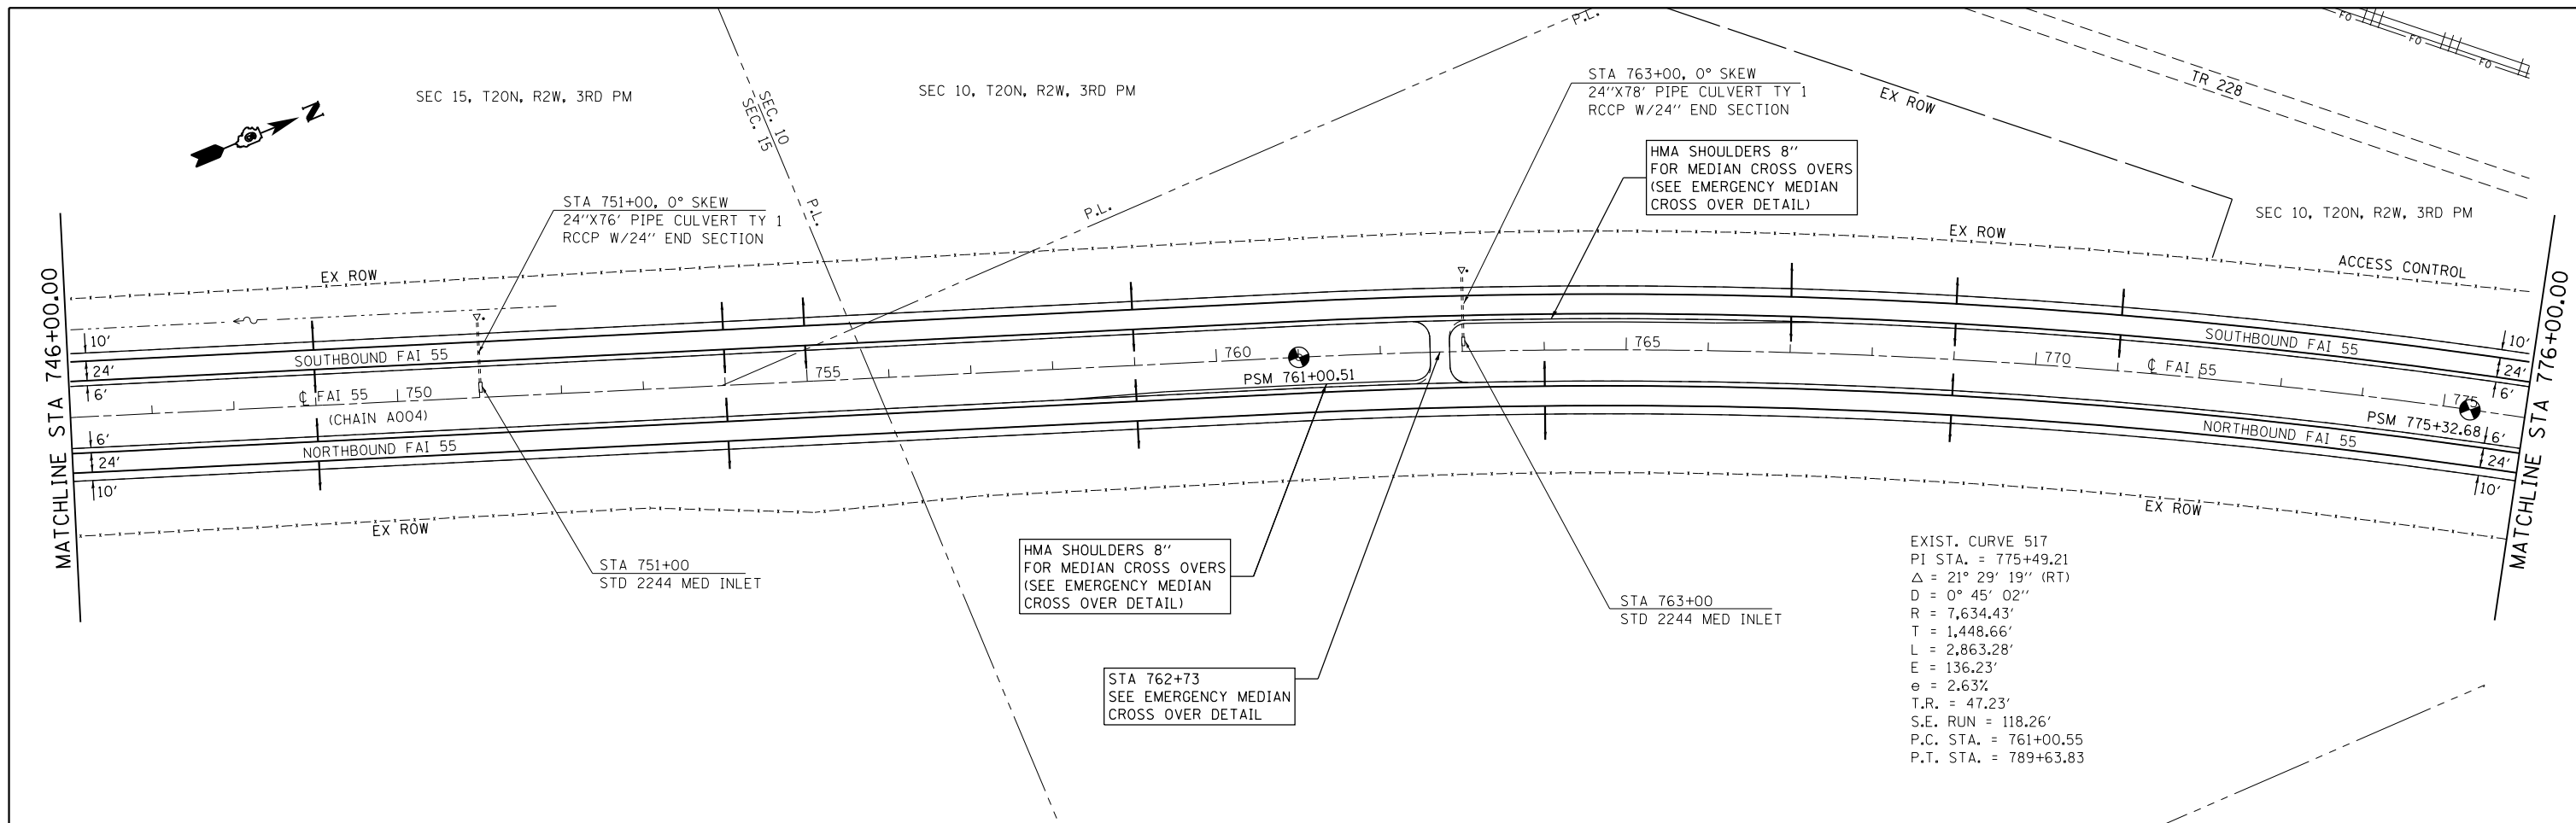 P.L.
FO
FO
FO
TR 228
EX ROW
SEC 15, T20N, R2W, 3RD PM
SEC. 10
SEC. 15
SEC 10, T20N, R2W, 3RD PM
N
STA 763+00, 0° SKEW
24"X78' PIPE CULVERT TY 1
RCCP W/24" END SECTION
HMA SHOULDERS 8"
FOR MEDIAN CROSS OVERS
(SEE EMERGENCY MEDIAN
CROSS OVER DETAIL)
STA 751+00, 0° SKEW
24"X76' PIPE CULVERT TY 1
RCCP W/24" END SECTION
P.L.
P.L.
SEC 10, T20N, R2W, 3RD PM
EX ROW
EX ROW
ACCESS CONTROL
MATCHLINE STA 746+00.00
10'
24'
6'
6'
24'
10'
SOUTHBOUND FAI 55
℄ FAI 55
(CHAIN A004)
NORTHBOUND FAI 55
750
755
760
PSM 761+00.51
765
770
℄ FAI 55
775
SOUTHBOUND FAI 55
PSM 775+32.68
NORTHBOUND FAI 55
10'
24'
6'
6'
24'
10'
MATCHLINE STA 776+00.00
EX ROW
EX ROW
STA 751+00
STD 2244 MED INLET
HMA SHOULDERS 8"
FOR MEDIAN CROSS OVERS
(SEE EMERGENCY MEDIAN
CROSS OVER DETAIL)
STA 762+73
SEE EMERGENCY MEDIAN
CROSS OVER DETAIL
STA 763+00
STD 2244 MED INLET
EXIST. CURVE 517
PI STA. = 775+49.21
Δ = 21° 29' 19" (RT)
D = 0° 45' 02"
R = 7,634.43'
T = 1,448.66'
L = 2,863.28'
E = 136.23'
e = 2.63%
T.R. = 47.23'
S.E. RUN = 118.26'
P.C. STA. = 761+00.55
P.T. STA. = 789+63.83